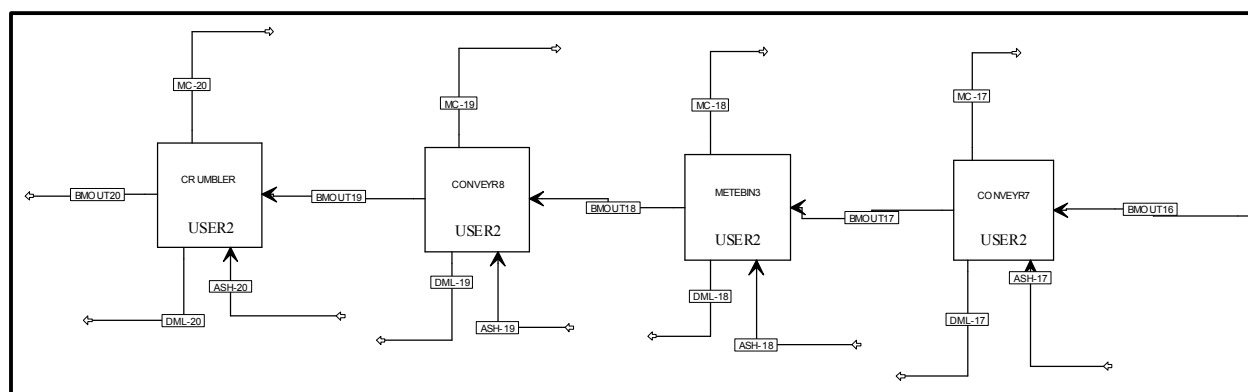 MC-20
MC-19
MC-18
MC-17
CRUMBLER
USER2
CONVEYR8
USER2
METEBIN3
USER2
CONVEYR7
USER2
BMOUT20
BMOUT19
BMOUT18
BMOUT17
BMOUT16
DML-20
ASH-20
DML-19
ASH-19
DML-18
ASH-18
DML-17
ASH-17